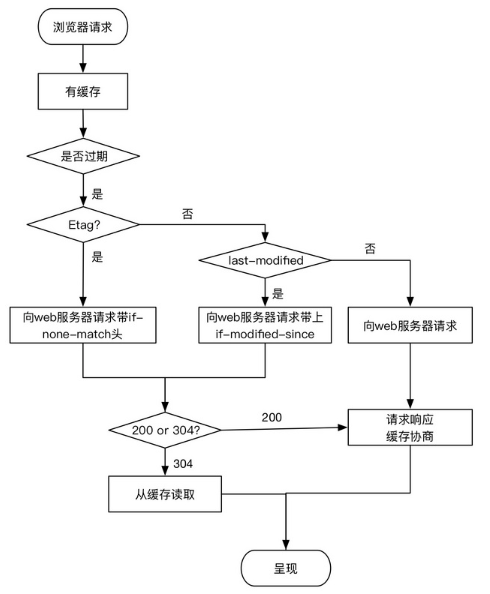 浏览器请求
有缓存
是否过期
是
Etag?
否
是
last-modified
否
是
向web服务器请求带if-
none-match头
向web服务器请求带上
if-modified-since
向web服务器请求
200 or 304?
200
请求响应
缓存协商
304
从缓存读取
呈现